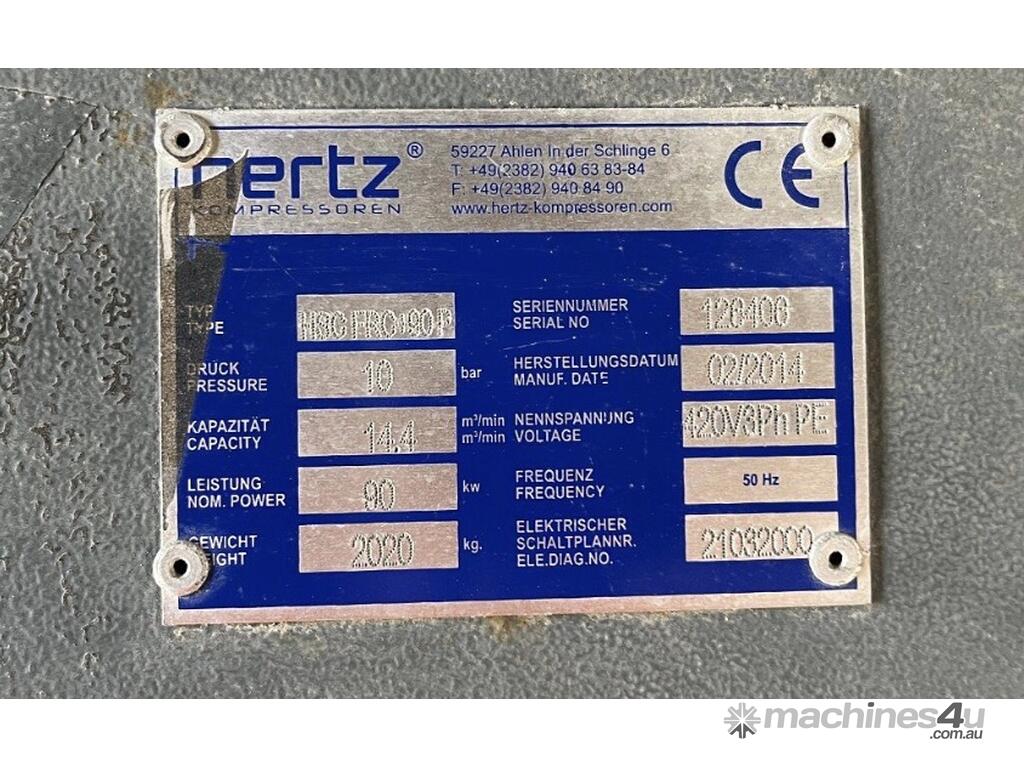 hertz®
KOMPRESSOREN
59227 Ahlen In der Schlinge 6
T: +49(2382) 940 63 83-84
F: +49(2382) 940 84 90
www.hertz-kompressoren.com
CE
TYP
TYPE
DRUCK
PRESSURE
10
bar
KAPAZITÄT
CAPACITY
14,4
m³/min
m³/min
LEISTUNG
NOM. POWER
90
kw
GEWICHT
WEIGHT
2020
kg.
SERIENNUMMER
SERIAL NO
128406
HERSTELLUNGSDATUM
MANUF. DATE
02/2014
NENNSPANNUNG
VOLTAGE
420V3Ph PE
FREQUENZ
FREQUENCY
50 Hz
ELEKTRISCHER
SCHALTPLANNR.
ELE.DIAG.NO.
21032000
machines4u
.com.au